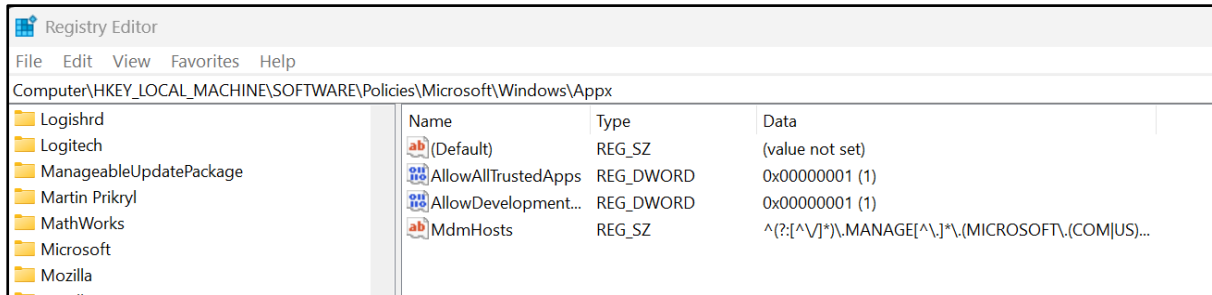 Registry Editor
File Edit View Favorites Help
Computer\HKEY_LOCAL_MACHINE\SOFTWARE\Policies\Microsoft\Windows\Appx
Logishrd
Logitech
ManageableUpdatePackage
Martin Prikryl
MathWorks
Microsoft
Mozilla
Name Type Data
(Default) REG_SZ (value not set)
AllowAllTrustedApps REG_DWORD 0x00000001 (1)
AllowDevelopment... REG_DWORD 0x00000001 (1)
MdmHosts REG_SZ ^(?:[^\/]*)\.MANAGE[^\.]*\.(MICROSOFT\.(COM|US)...